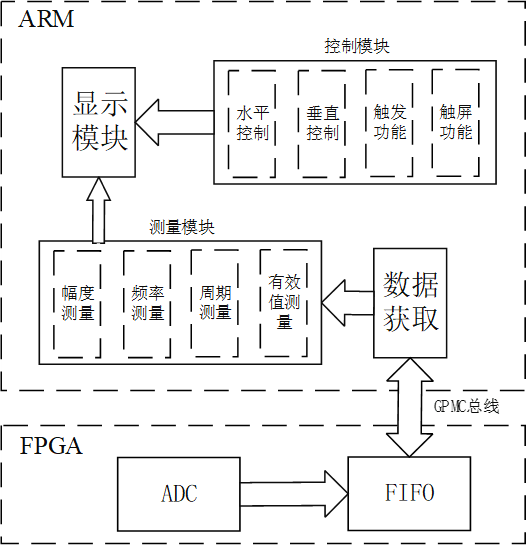 ARM
控制模块
显示
模块
水平
控制
垂直
控制
触发
功能
触屏
功能
测量模块
幅度
测量
频率
测量
周期
测量
有效
值测
量
数据
获取
GPMC总线
FPGA
ADC
FIFO